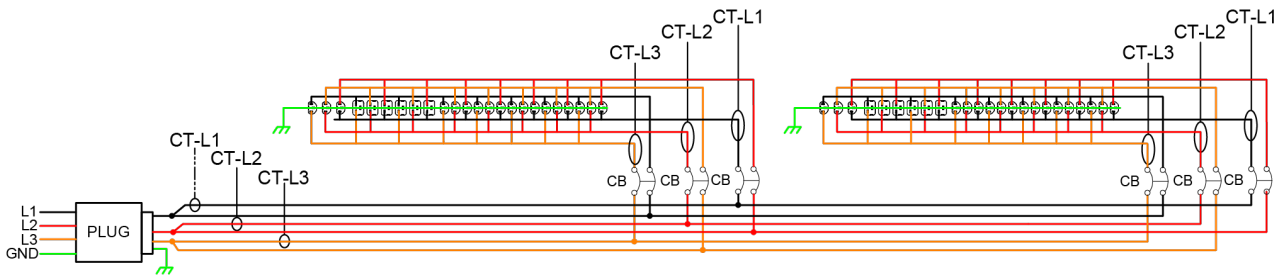 CT-L1
CT-L1
CT-L2
CT-L2
CT-L3
CT-L3
CT-L1
CT-L2
CT-L3
CB
CB
CB
CB
CB
CB
L1
L2
L3
GND
PLUG